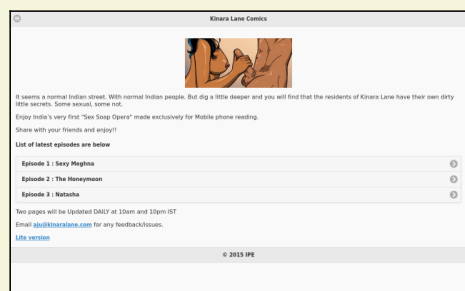 Kinara Lane Comics
It seems a normal Indian street. With normal Indian people. But dig a little deeper and you will find that the residents of Kinara Lane have their own dirty
little secrets. Some sexual, some not.
Enjoy India's very first "Sex Soap Opera" made exclusively for Mobile phone reading.
Share with your friends and enjoy!!
List of latest episodes are below
Episode 1 : Sexy Meghna
Episode 2 : The Honeymoon
Episode 3 : Natasha
Two pages will be Updated DAILY at 10am and 10pm IST
Email aju@kinaralane.com for any feedback/issues.
Lite version
© 2015 IPE